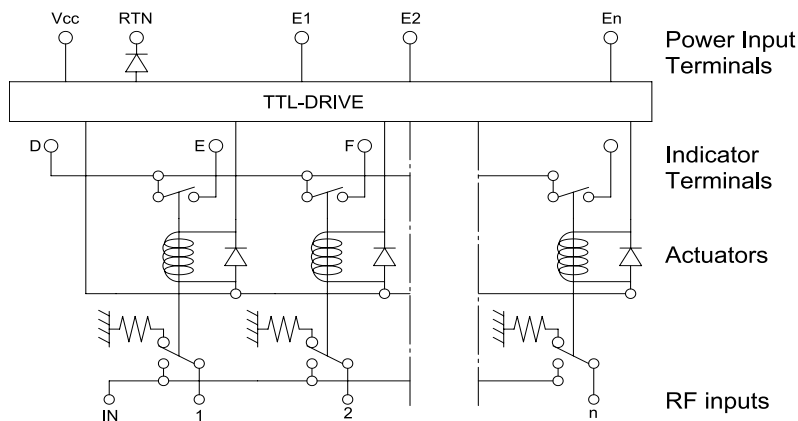 Vcc RTN E1 E2 En
Power Input
Terminals
TTL-DRIVE
D E F
Indicator
Terminals
Actuators
IN 1 2 n
RF inputs